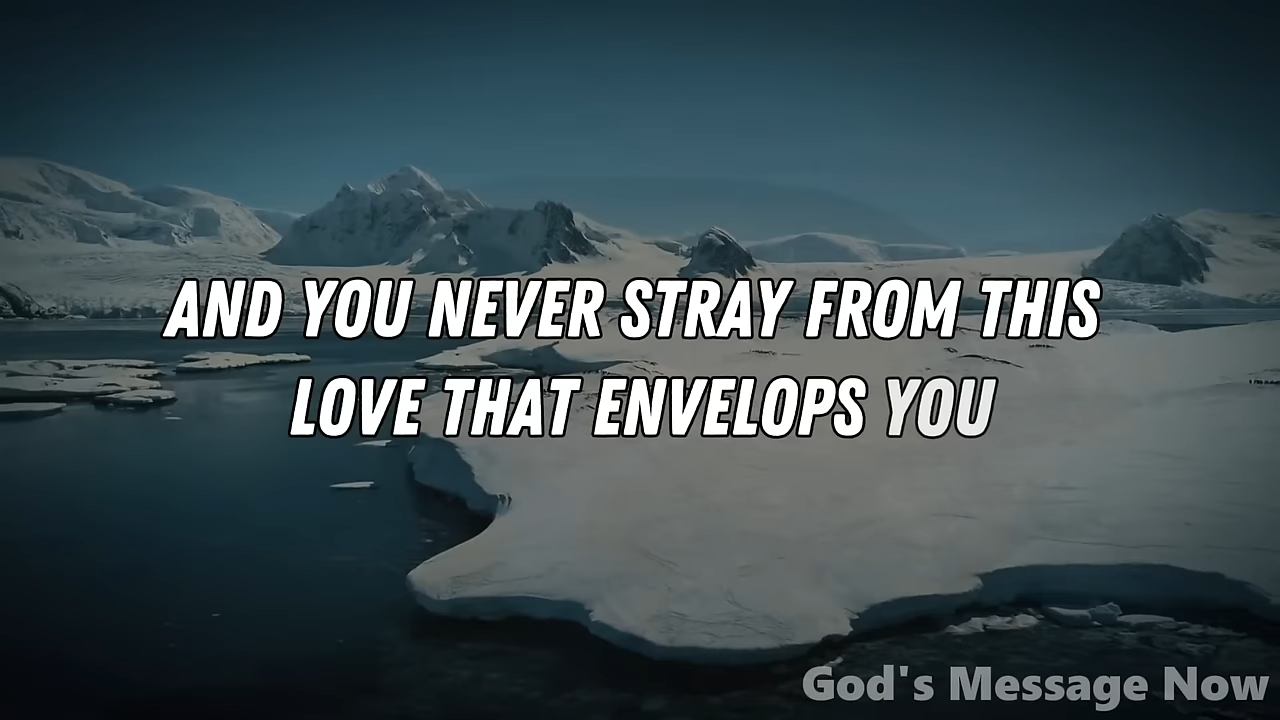 AND YOU NEVER STRAY FROM THIS
LOVE THAT ENVELOPS YOU
God's Message Now